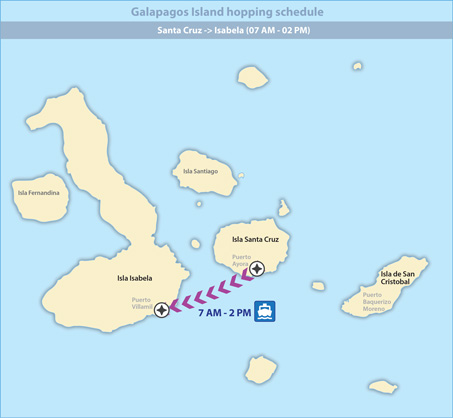 Galapagos Island hopping schedule
Santa Cruz -> Isabela (07 AM - 02 PM)
Isla Santiago
Isla Fernandina
Isla Santa Cruz
Puerto
Ayora
Isla Isabela
Isla de San
Cristobal
Puerto
Villamil
Puerto
Baquerizo
Moreno
7 AM - 2 PM